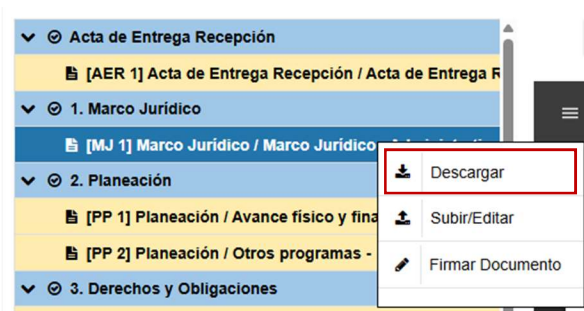 Acta de Entrega Recepción
[AER 1] Acta de Entrega Recepción / Acta de Entrega
1. Marco Jurídico
[MJ 1] Marco Jurídico / Marco Jurídico
Descargar
2. Planeación
[PP 1] Planeación / Avance físico y fina
Subir/Editar
[PP 2] Planeación / Otros programas -
Firmar Documento
3. Derechos y Obligaciones